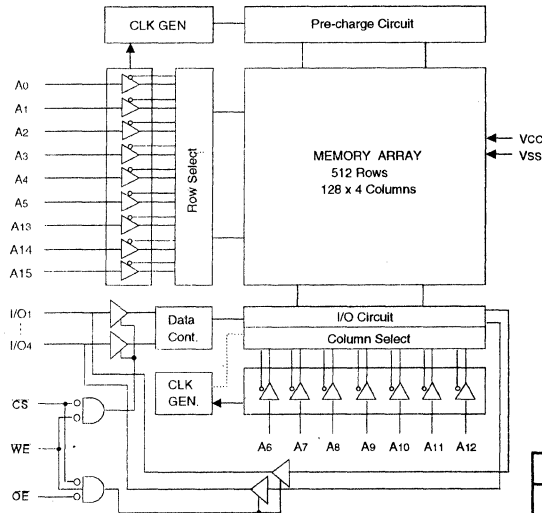 CLK GEN
Pre-charge Circuit
A0
A1
A2
A3
A4
A5
A13
A14
A15
Row Select
MEMORY ARRAY
512 Rows
128 x 4 Columns
Vcc
Vss
I/O1
I/O4
Data
Cont.
I/O Circuit
Column Select
CLK
GEN.
A6 A7 A8 A9 A10 A11 A12
CS
WE
OE